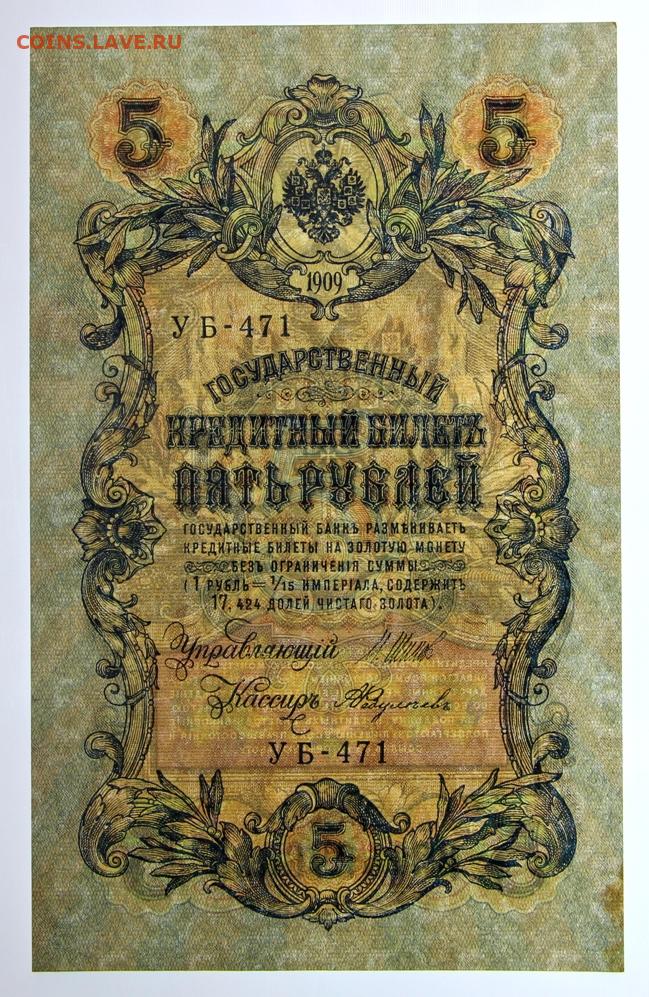 COINS.LAVE.RU
5 5
1909
УБ-471
ГОСУДАРСТВЕННЫЙ
КРЕДИТНЫЙ БИЛЕТЪ
ПЯТЬ РУБЛЕЙ
ГОСУДАРСТВЕННЫЙ БАНКЪ РАЗМѢНИВАЕТЪ
КРЕДИТНЫЕ БИЛЕТЫ НА ЗОЛОТУЮ МОНЕТУ
БЕЗЪ ОГРАНИЧЕНІЯ СУММЫ
(1 РУБЛЬ = 1/15 ИМПЕРІАЛА, СОДЕРЖИТЪ
17,424 ДОЛЕЙ ЧИСТАГО ЗОЛОТА).
Управляющій
Кассиръ
УБ-471
5